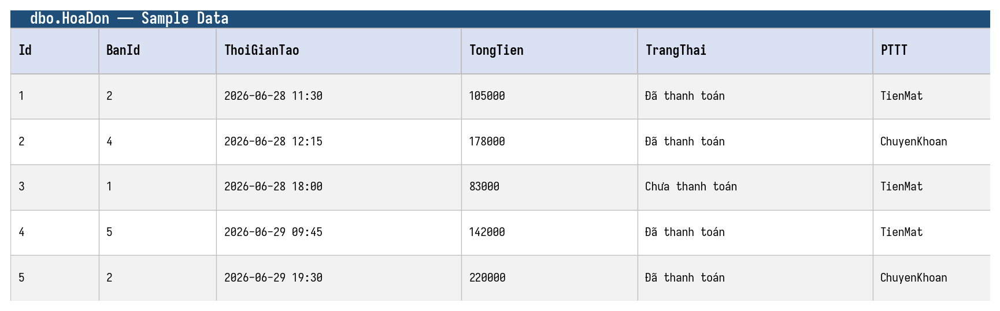 dbo.HoaDon — Sample Data
Id BanId ThoiGianTao TongTien TrangThai PTTT
1 2 2026-06-28 11:30 105000 Đã thanh toán TienMat
2 4 2026-06-28 12:15 178000 Đã thanh toán ChuyenKhoan
3 1 2026-06-28 18:00 83000 Chưa thanh toán TienMat
4 5 2026-06-29 09:45 142000 Đã thanh toán TienMat
5 2 2026-06-29 19:30 220000 Đã thanh toán ChuyenKhoan